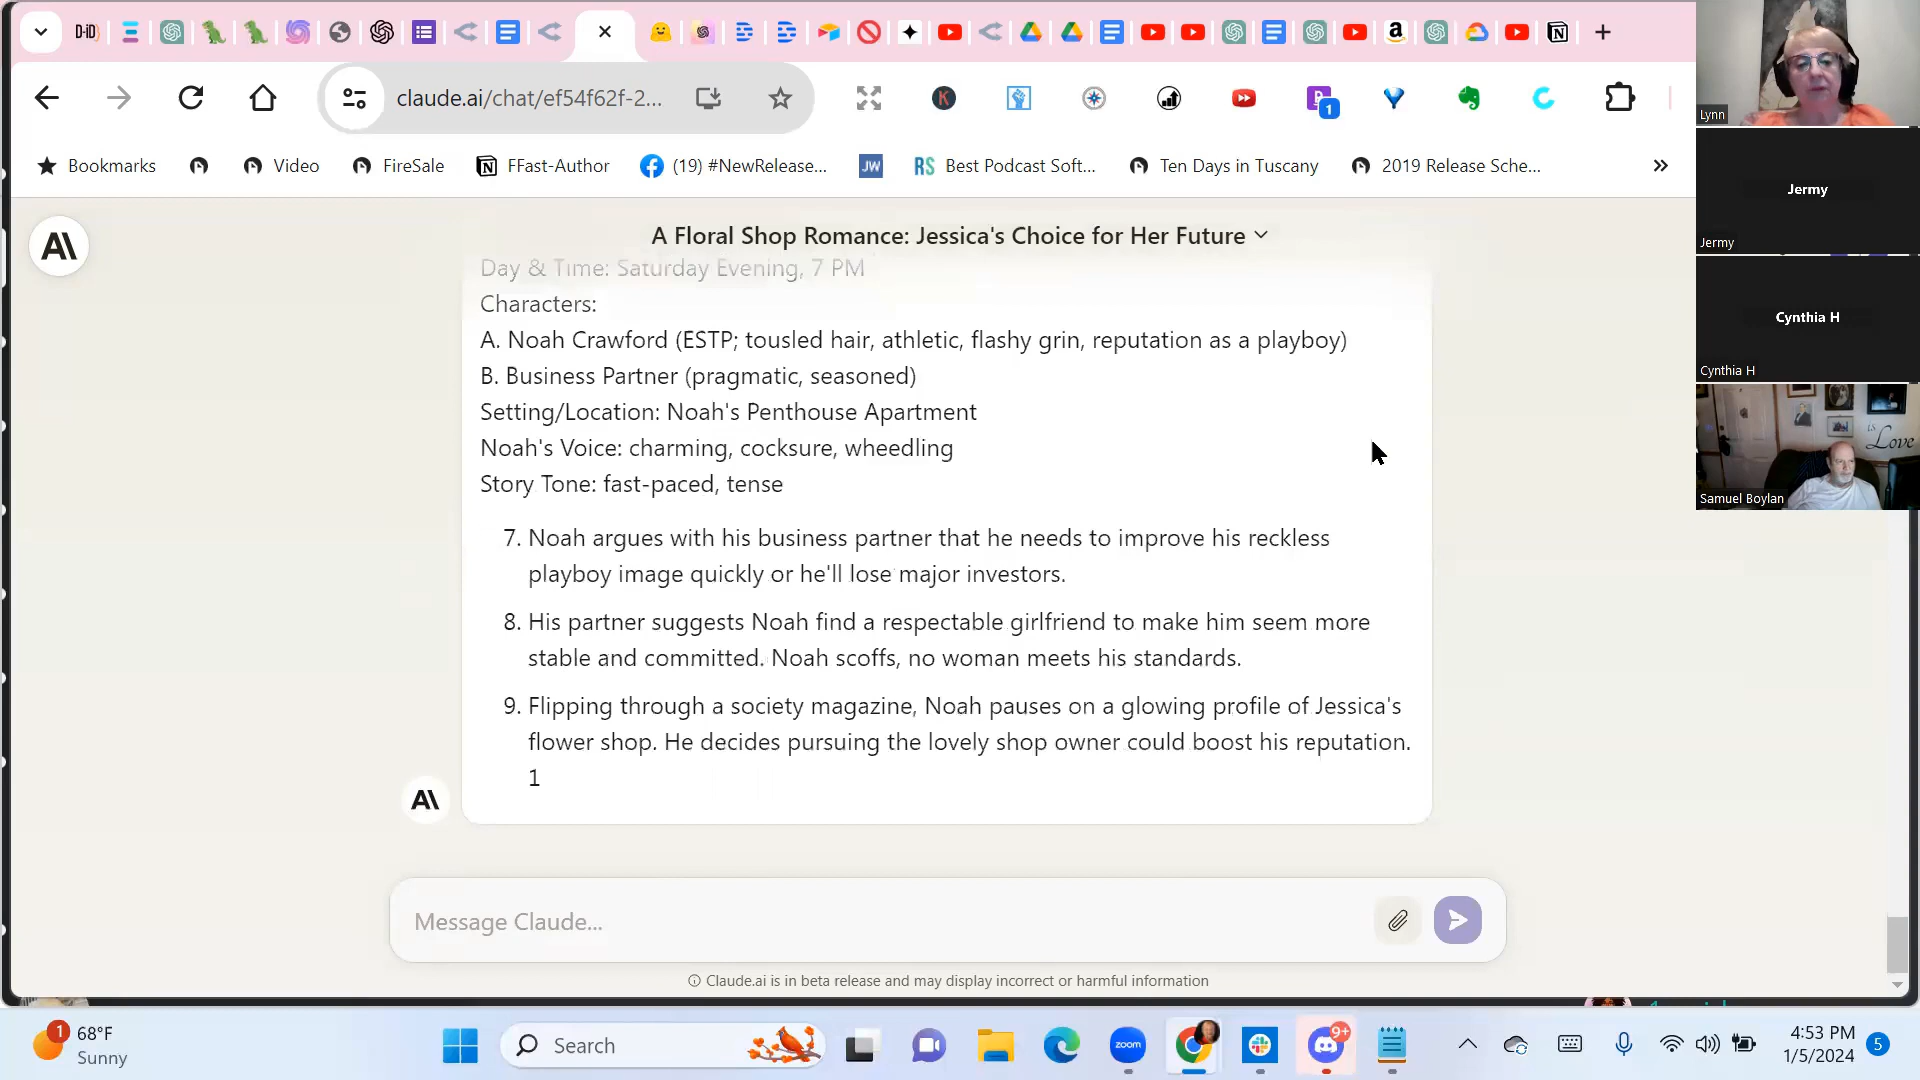 D-iD
claude.ai/chat/ef54f62f-2...
1
Bookmarks
Video
FireSale
FFast-Author
(19) #NewRelease...
JW
RS Best Podcast Soft...
Ten Days in Tuscany
2019 Release Sche...
A Floral Shop Romance: Jessica's Choice for Her Future
Day & Time: Saturday Evening, 7 PM
Characters:
A. Noah Crawford (ESTP; tousled hair, athletic, flashy grin, reputation as a playboy)
B. Business Partner (pragmatic, seasoned)
Setting/Location: Noah's Penthouse Apartment
Noah's Voice: charming, cocksure, wheedling
Story Tone: fast-paced, tense
7. Noah argues with his business partner that he needs to improve his reckless
playboy image quickly or he'll lose major investors.
8. His partner suggests Noah find a respectable girlfriend to make him seem more
stable and committed. Noah scoffs, no woman meets his standards.
9. Flipping through a society magazine, Noah pauses on a glowing profile of Jessica's
flower shop. He decides pursuing the lovely shop owner could boost his reputation.
1
Message Claude...
Claude.ai is in beta release and may display incorrect or harmful information
Lynn
Jermy
Jermy
Cynthia H
Cynthia H
is
Love
Samuel Boylan
1
68°F
Sunny
Search
zoom
9+
4:53 PM
1/5/2024
5